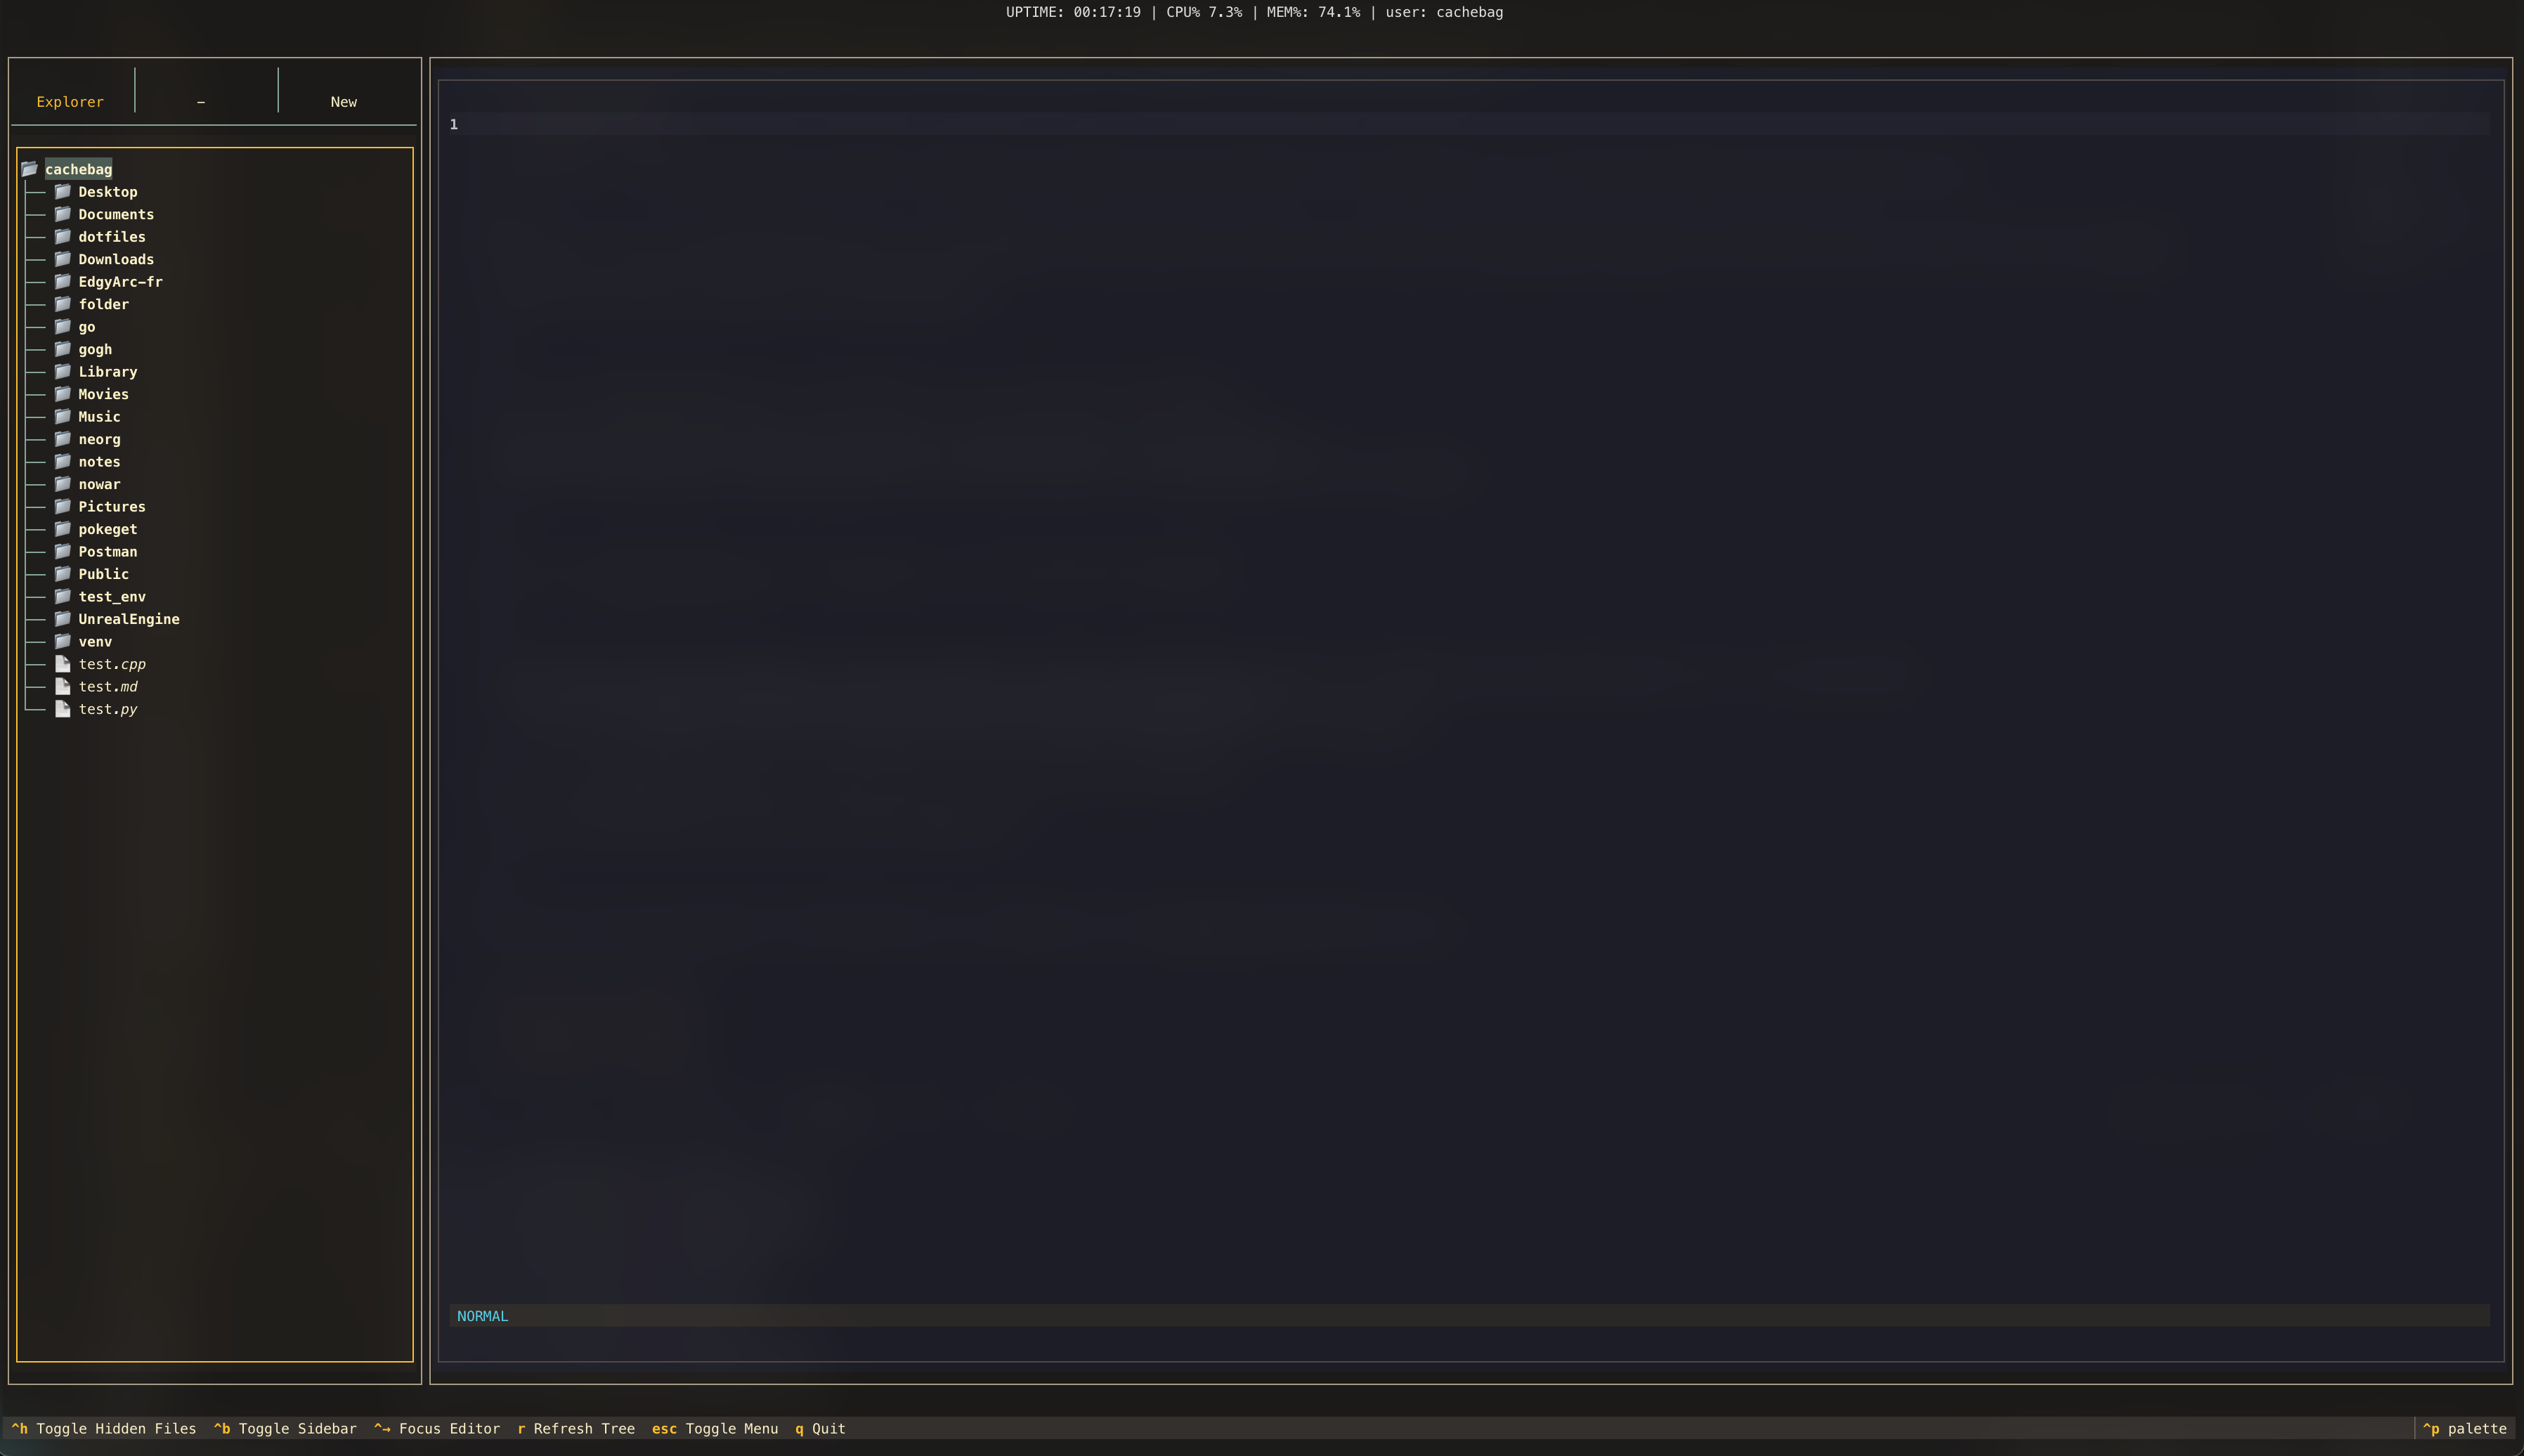 UPTIME: 00:17:19 | CPU% 7.3% | MEM%: 74.1% | user: cachebag
Explorer – New
1
cachebag
Desktop
Documents
dotfiles
Downloads
EdgyArc-fr
folder
go
gogh
Library
Movies
Music
neorg
notes
nowar
Pictures
pokeget
Postman
Public
test_env
UnrealEngine
venv
test.cpp
test.md
test.py
NORMAL
^h Toggle Hidden Files ^b Toggle Sidebar ^→ Focus Editor r Refresh Tree esc Toggle Menu q Quit ^p palette